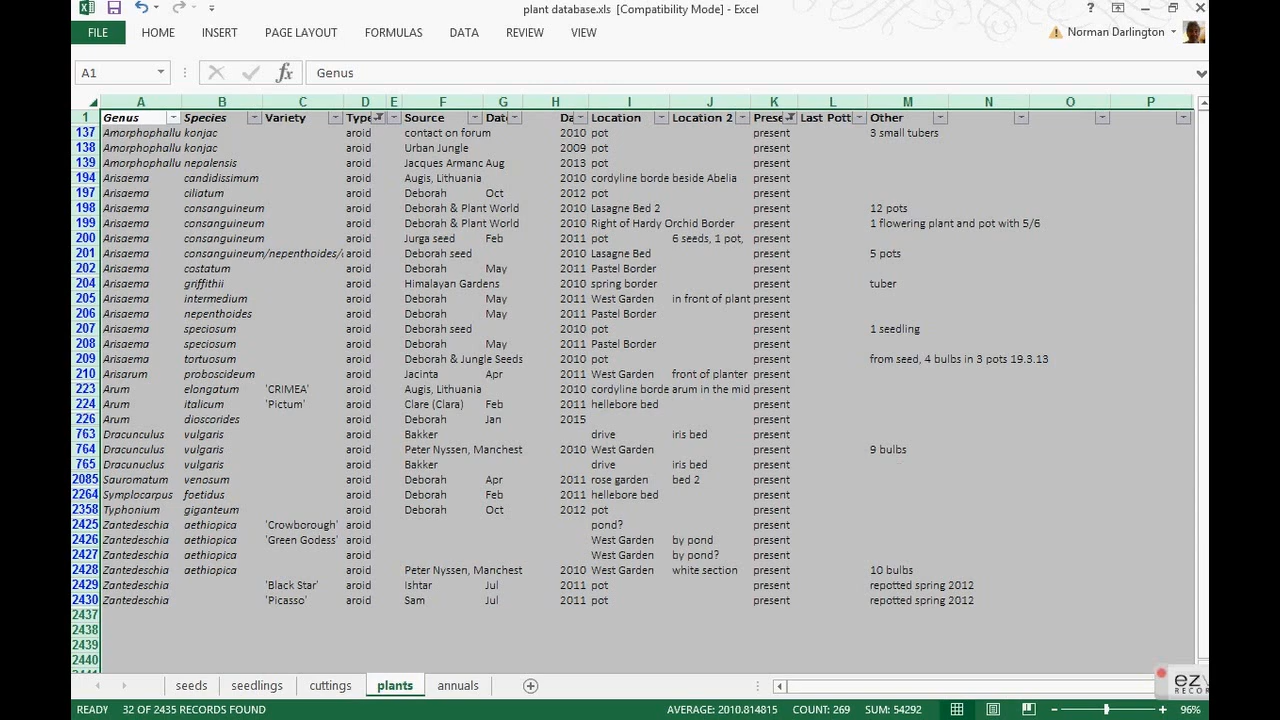 plant database.xls [Compatibility Mode] - Excel
FILE HOME INSERT PAGE LAYOUT FORMULAS DATA REVIEW VIEW Norman Darlington
A1 Genus
A B C D E F G H I J K L M N O P
1 Genus Species Variety Type Source Date Da Location Location 2 Prese Last Pott Other
137 Amorphophallu konjac aroid contact on forum 2010 pot present 3 small tubers
138 Amorphophallu konjac aroid Urban Jungle 2009 pot present
139 Amorphophallu nepalensis aroid Jacques Armanc Aug 2013 pot present
194 Arisaema candidissimum aroid Augis, Lithuania 2010 cordyline borde beside Abelia present
197 Arisaema ciliatum aroid Deborah Oct 2012 pot present
198 Arisaema consanguineum aroid Deborah & Plant World 2010 Lasagne Bed 2 present 12 pots
199 Arisaema consanguineum aroid Deborah & Plant World 2010 Right of Hardy Orchid Border present 1 flowering plant and pot with 5/6
200 Arisaema consanguineum aroid Jurga seed Feb 2011 pot 6 seeds, 1 pot, present
201 Arisaema consanguineum/nepenthoides/ aroid Deborah seed 2010 Lasagne Bed present 5 pots
202 Arisaema costatum aroid Deborah May 2011 Pastel Border present
204 Arisaema griffithii aroid Himalayan Gardens 2010 spring border present tuber
205 Arisaema intermedium aroid Deborah May 2011 West Garden in front of plant present
206 Arisaema nepenthoides aroid Deborah May 2011 Pastel Border present
207 Arisaema speciosum aroid Deborah seed 2010 pot present 1 seedling
208 Arisaema speciosum aroid Deborah May 2011 Pastel Border present
209 Arisaema tortuosum aroid Deborah & Jungle Seeds 2010 pot present from seed, 4 bulbs in 3 pots 19.3.13
210 Arisarum proboscideum aroid Jacinta Apr 2011 West Garden front of planter present
223 Arum elongatum 'CRIMEA' aroid Augis, Lithuania 2010 cordyline borde arum in the mid present
224 Arum italicum 'Pictum' aroid Clare (Clara) Feb 2011 hellebore bed present
226 Arum dioscorides aroid Deborah Jan 2015 present
763 Dracunculus vulgaris aroid Bakker drive iris bed present
764 Dracunculus vulgaris aroid Peter Nyssen, Manchest 2010 West Garden present 9 bulbs
765 Dracunuclus vulgaris aroid Bakker drive iris bed present
2085 Sauromatum venosum aroid Deborah Apr 2011 rose garden bed 2 present
2264 Symplocarpus foetidus aroid Deborah Feb 2011 hellebore bed present
2358 Typhonium giganteum aroid Deborah Oct 2012 pot present
2425 Zantedeschia aethiopica 'Crowborough' aroid pond? present
2426 Zantedeschia aethiopica 'Green Godess' aroid West Garden by pond present
2427 Zantedeschia aethiopica aroid West Garden by pond? present
2428 Zantedeschia aethiopica aroid Peter Nyssen, Manchest 2010 West Garden white section present 10 bulbs
2429 Zantedeschia 'Black Star' aroid Ishtar Jul 2011 pot present repotted spring 2012
2430 Zantedeschia 'Picasso' aroid Sam Jul 2011 pot present repotted spring 2012
2437
2438
2439
2440
seeds seedlings cuttings plants annuals
READY 32 OF 2435 RECORDS FOUND AVERAGE: 2010.814815 COUNT: 269 SUM: 54292 96%